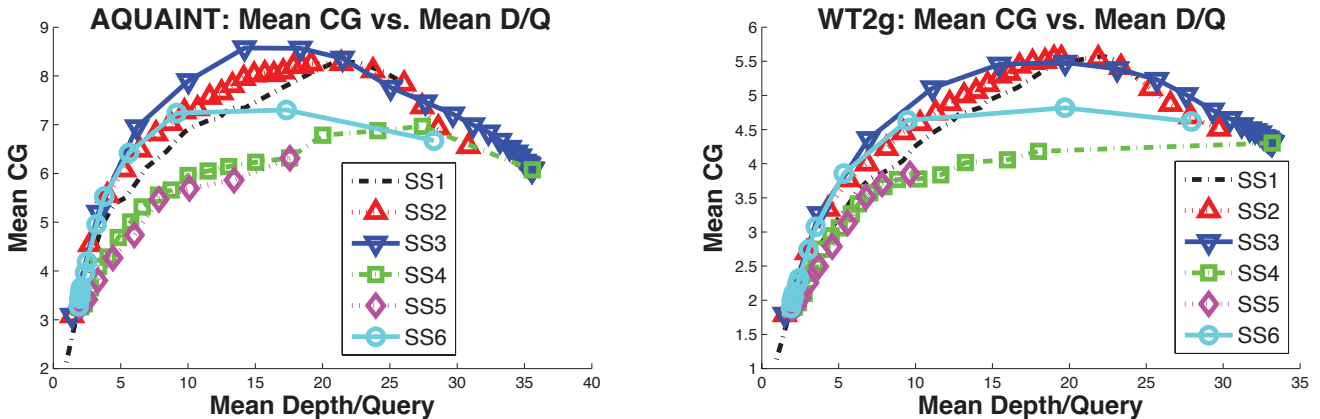 AQUAINT: Mean CG vs. Mean D/Q
Mean CG
9
8
7
6
5
4
3
2
0
5
10
15
20
25
30
35
40
Mean Depth/Query
SS1
SS2
SS3
SS4
SS5
SS6
WT2g: Mean CG vs. Mean D/Q
Mean CG
6
5.5
5
4.5
4
3.5
3
2.5
2
1.5
1
0
5
10
15
20
25
30
35
Mean Depth/Query
SS1
SS2
SS3
SS4
SS5
SS6